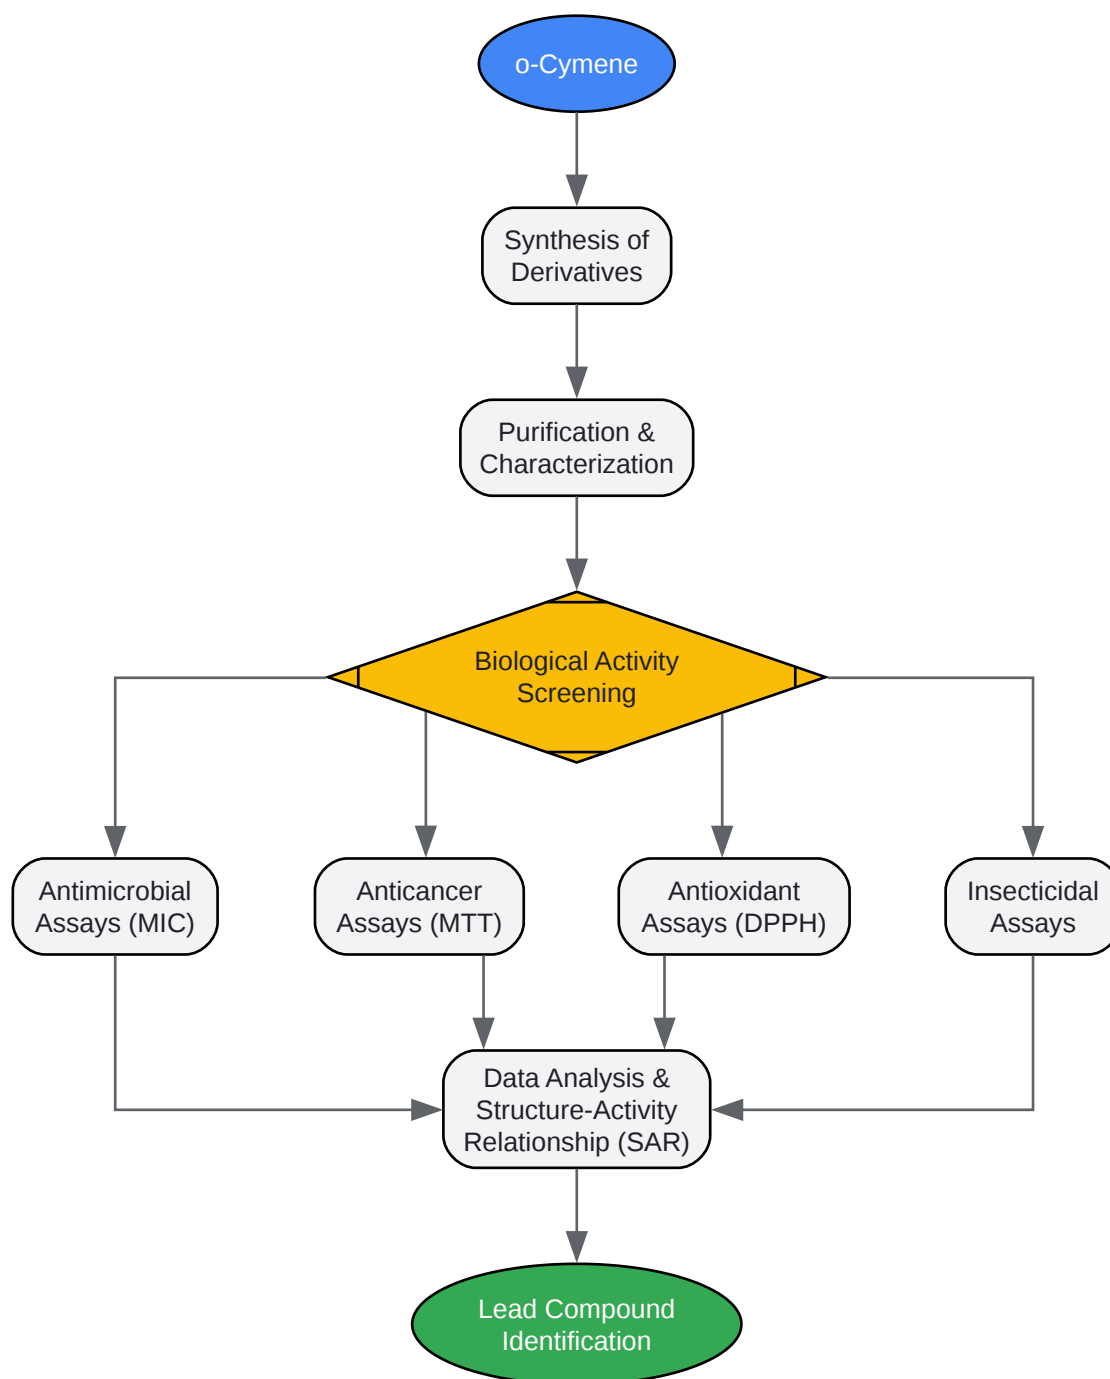 o-Cymene
Synthesis of
Derivatives
Purification &
Characterization
Biological Activity
Screening
Antimicrobial
Assays (MIC)
Anticancer
Assays (MTT)
Antioxidant
Assays (DPPH)
Insecticidal
Assays
Data Analysis &
Structure-Activity
Relationship (SAR)
Lead Compound
Identification